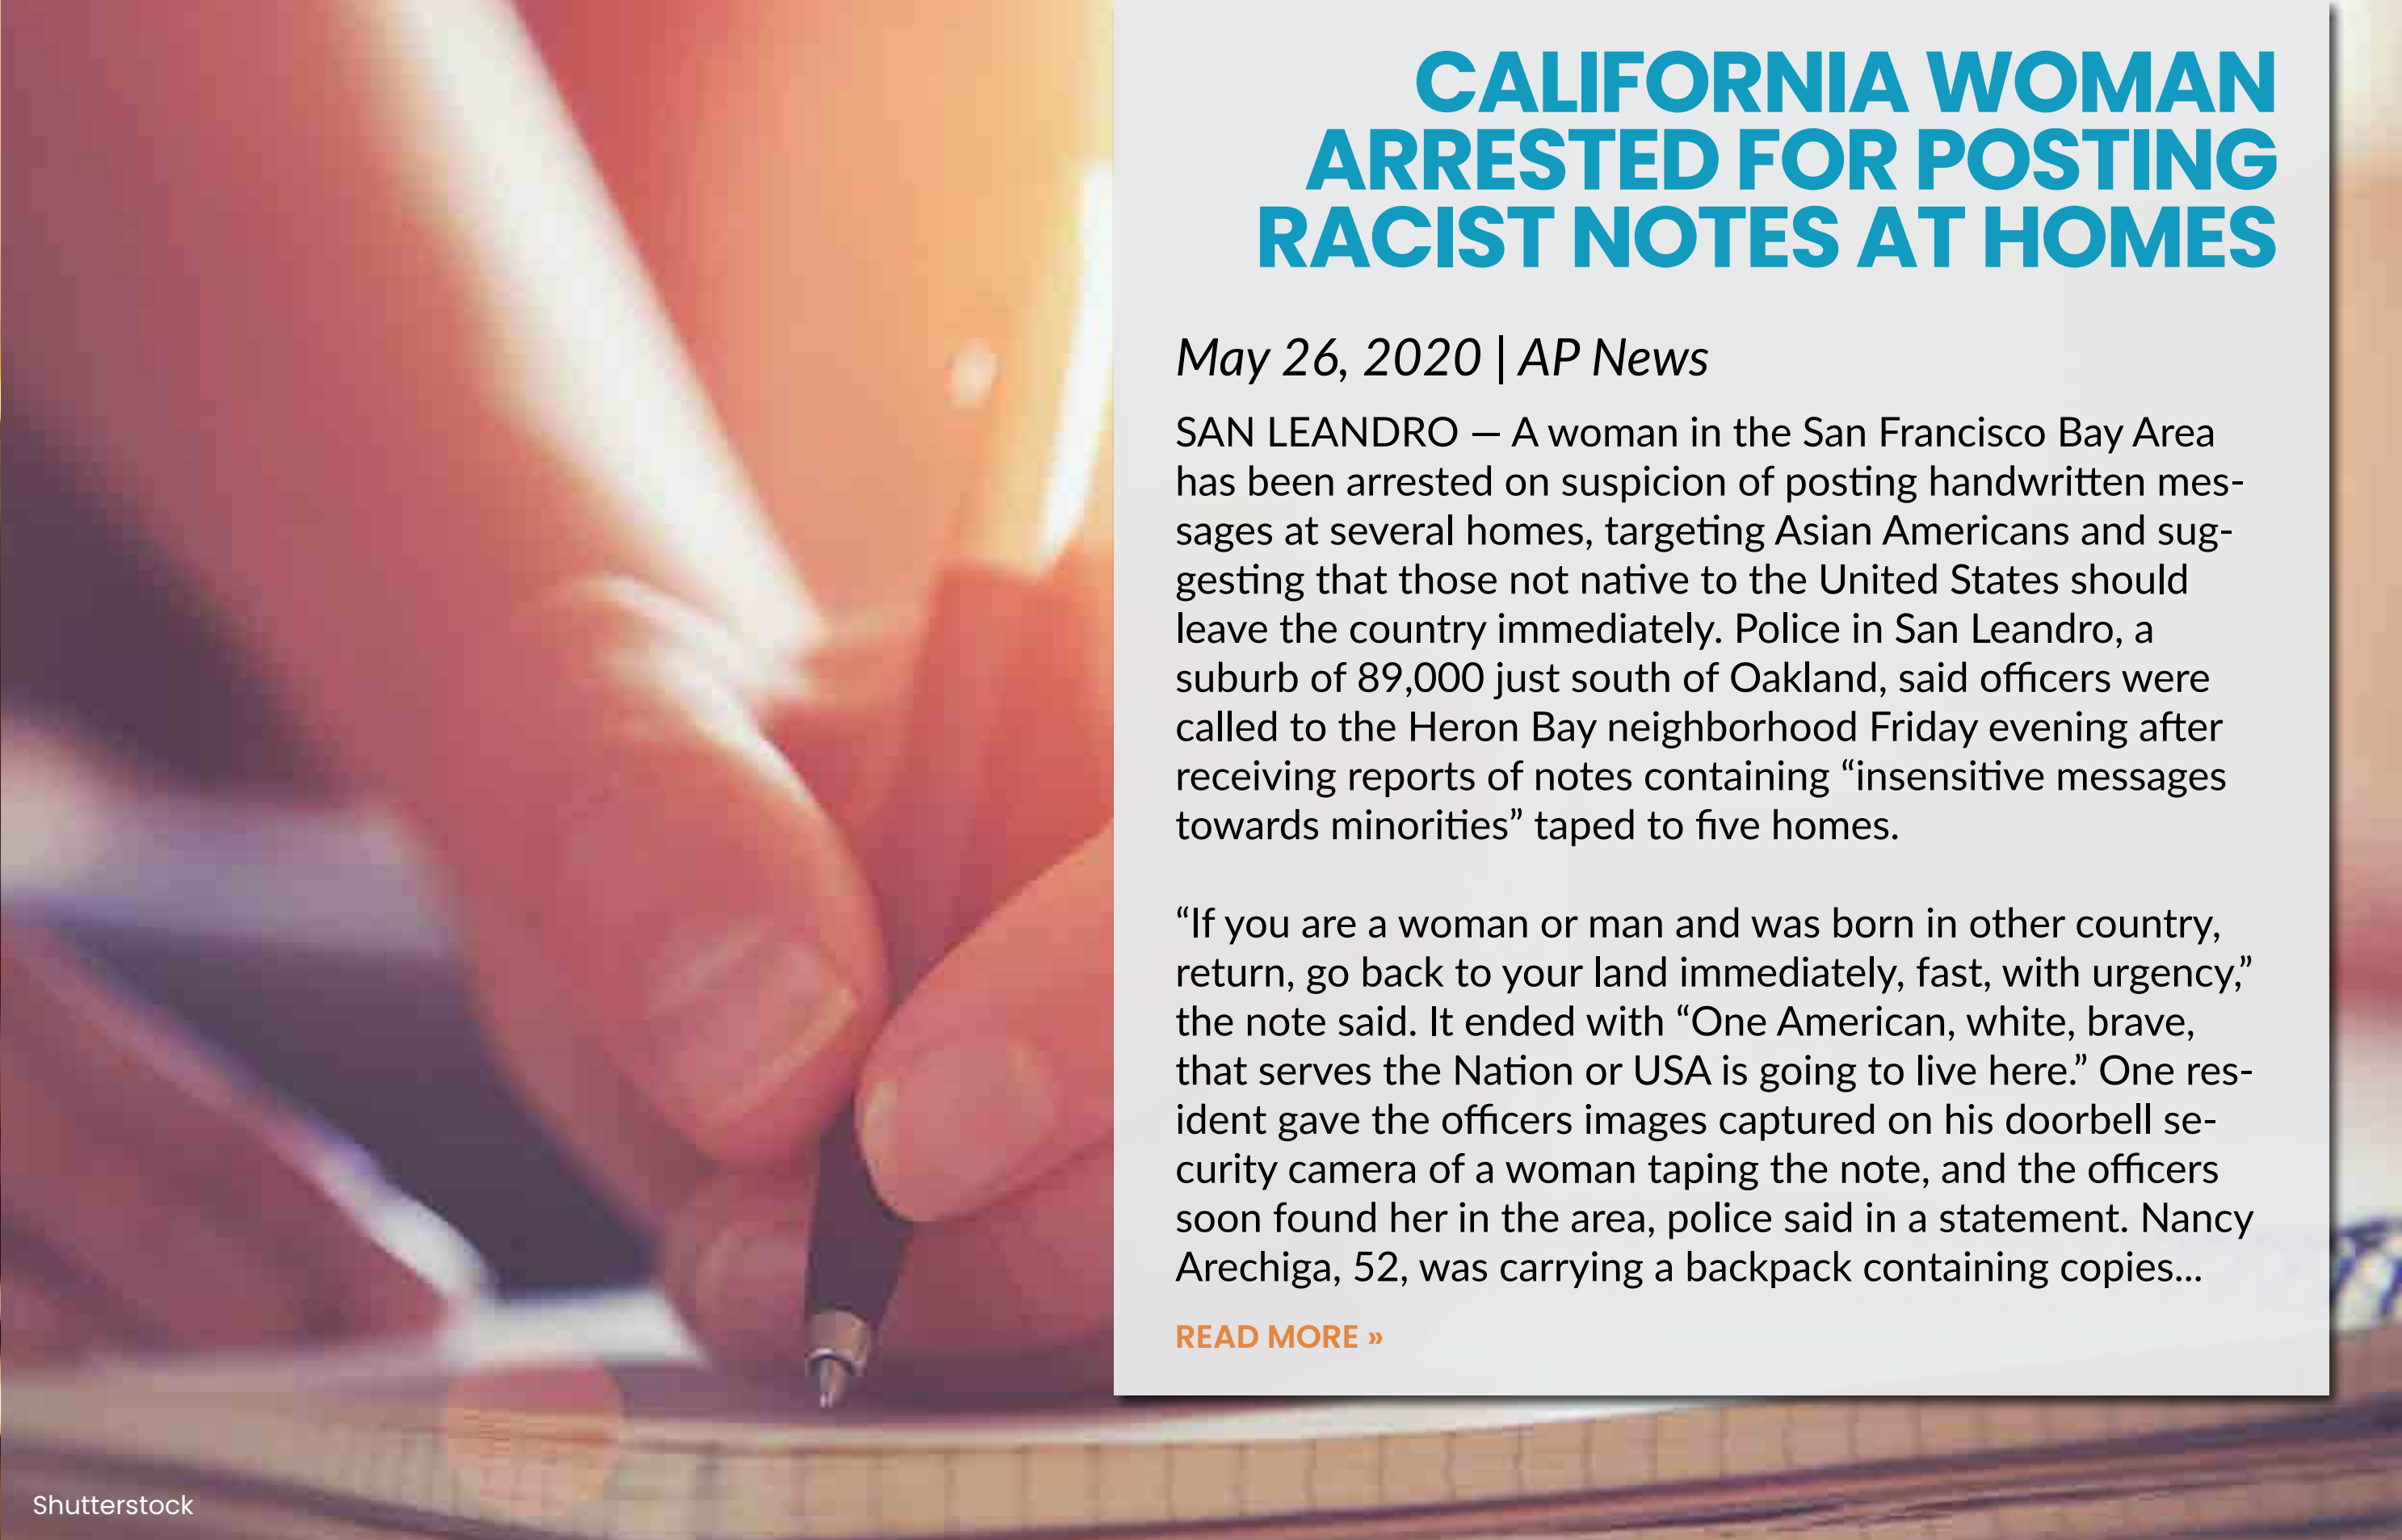 CALIFORNIA WOMAN
ARRESTED FOR POSTING
RACIST NOTES AT HOMES
May 26, 2020 | AP News
SAN LEANDRO — A woman in the San Francisco Bay Area
has been arrested on suspicion of posting handwritten mes-
sages at several homes, targeting Asian Americans and sug-
gesting that those not native to the United States should
leave the country immediately. Police in San Leandro, a
suburb of 89,000 just south of Oakland, said officers were
called to the Heron Bay neighborhood Friday evening after
receiving reports of notes containing “insensitive messages
towards minorities” taped to five homes.
“If you are a woman or man and was born in other country,
return, go back to your land immediately, fast, with urgency,”
the note said. It ended with “One American, white, brave,
that serves the Nation or USA is going to live here.” One res-
ident gave the officers images captured on his doorbell se-
curity camera of a woman taping the note, and the officers
soon found her in the area, police said in a statement. Nancy
Arechiga, 52, was carrying a backpack containing copies...
READ MORE »
Shutterstock